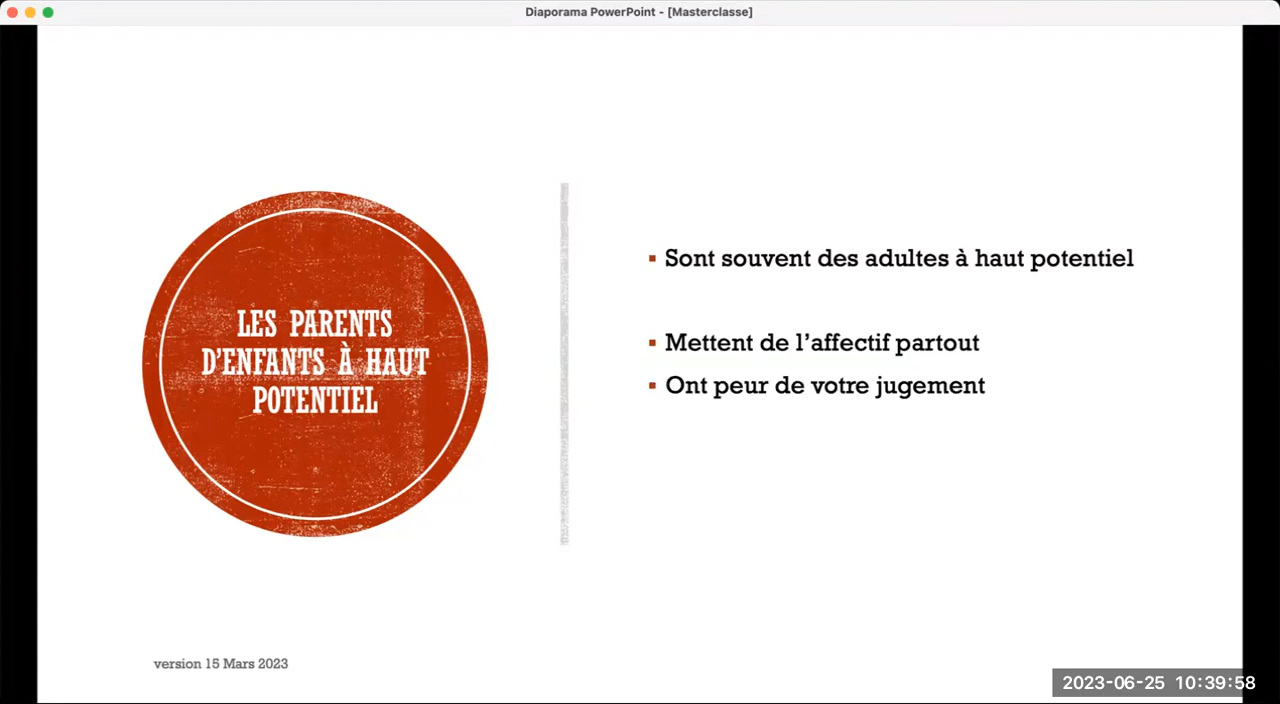 Diaporama PowerPoint - [Masterclasse]
LES PARENTS
D'ENFANTS À HAUT
POTENTIEL
Sont souvent des adultes à haut potentiel
Mettent de l’affectif partout
Ont peur de votre jugement
version 15 Mars 2023
2023-06-25 10:39:58